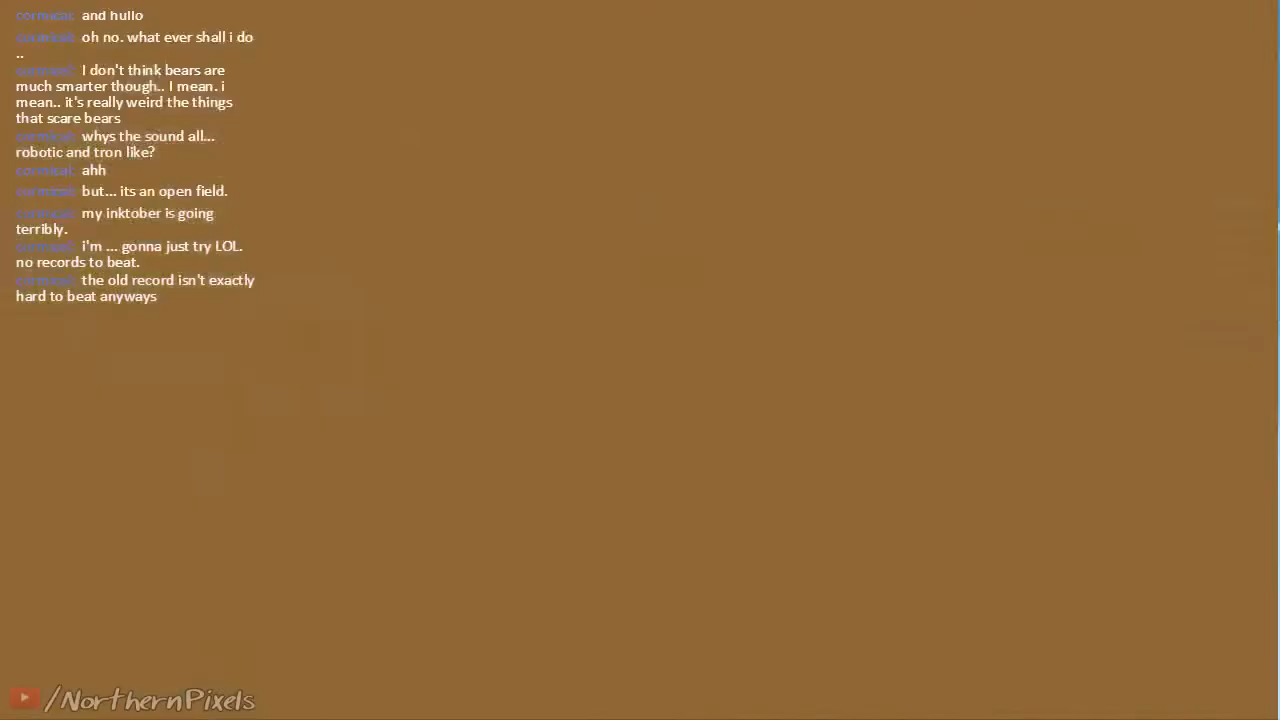 and hullo
oh no. what ever shall i do
..
I don't think bears are
much smarter though.. I mean. i
mean.. it's really weird the things
that scare bears
whys the sound all...
robotic and tron like?
ahh
but... its an open field.
my inktober is going
terribly.
i'm ... gonna just try LOL.
no records to beat.
the old record isn't exactly
hard to beat anyways
/NorthernPixels